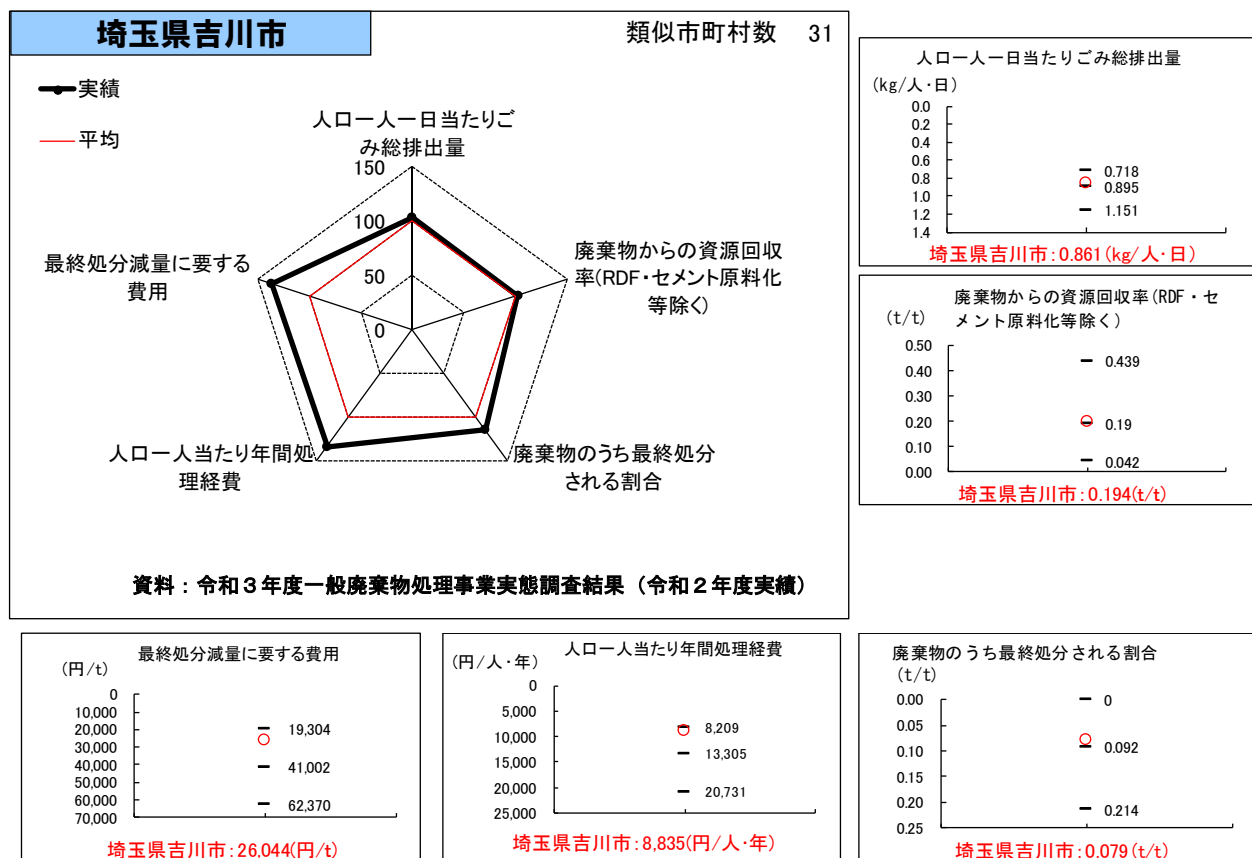 埼玉県吉川市
類似市町村数 31
実績
平均
人口一人一日当たりご
み総排出量
150
100
50
0
廃棄物からの資源回収
率(RDF・セメント原料化
等除く)
最終処分減量に要する
費用
人口一人当たり年間処
理経費
廃棄物のうち最終処分
される割合
資料：令和３年度一般廃棄物処理事業実態調査結果（令和２年度実績）
人口一人一日当たりごみ総排出量
(kg/人・日)
0.0
0.2
0.4
0.6
0.8
1.0
1.2
1.4
0.718
0.895
1.151
埼玉県吉川市:0.861(kg/人・日)
廃棄物からの資源回収率(RDF・セ
メント原料化等除く)
(t/t)
0.50
0.40
0.30
0.20
0.10
0.00
0.439
0.19
0.042
埼玉県吉川市:0.194(t/t)
最終処分減量に要する費用
(円/t)
0
10,000
20,000
30,000
40,000
50,000
60,000
70,000
19,304
41,002
62,370
埼玉県吉川市:26,044(円/t)
人口一人当たり年間処理経費
(円/人・年)
0
5,000
10,000
15,000
20,000
25,000
8,209
13,305
20,731
埼玉県吉川市:8,835(円/人・年)
廃棄物のうち最終処分される割合
(t/t)
0.00
0.05
0.10
0.15
0.20
0.25
0
0.092
0.214
埼玉県吉川市:0.079(t/t)